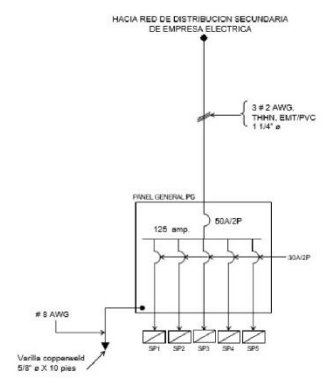 HACIA RED DE DISTRIBUCION SECUNDARIA
DE EMPRESA ELECTRICA
3 # 2 AWG.
THHN, EMT/PVC
1 1/4" ø
PANEL GENERAL PG
50A/2P
125 amp.
30A/2P
# 8 AWG
SP1 SP2 SP3 SP4 SP5
Varilla copperweld
5/8" ø X 10 pies